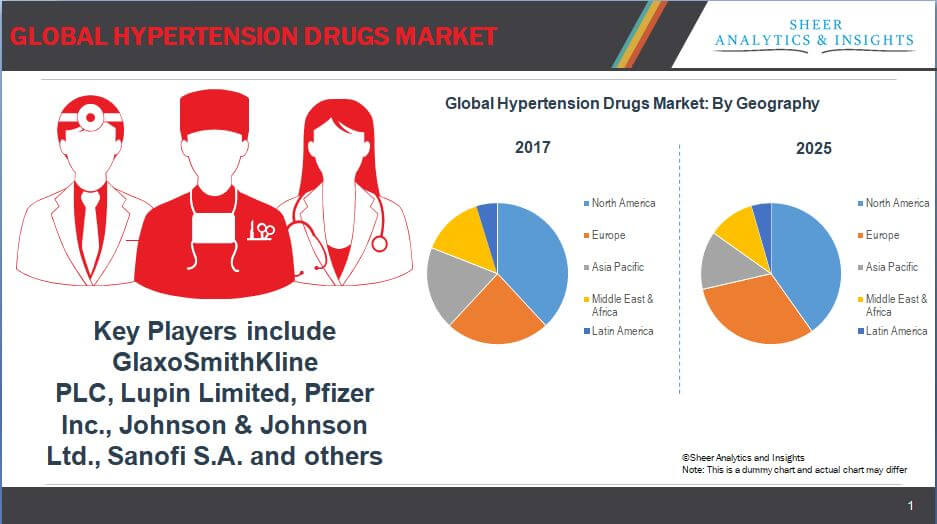 GLOBAL HYPERTENSION DRUGS MARKET
SHEER
ANALYTICS & INSIGHTS
Key Players include
GlaxoSmithKline
PLC, Lupin Limited, Pfizer
Inc., Johnson & Johnson
Ltd., Sanofi S.A. and others
Global Hypertension Drugs Market: By Geography
2017
North America
Europe
Asia Pacific
Middle East &
Africa
Latin America
2025
North America
Europe
Asia Pacific
Middle East &
Africa
Latin America
©Sheer Analytics and Insights
Note: This is a dummy chart and actual chart may differ
1